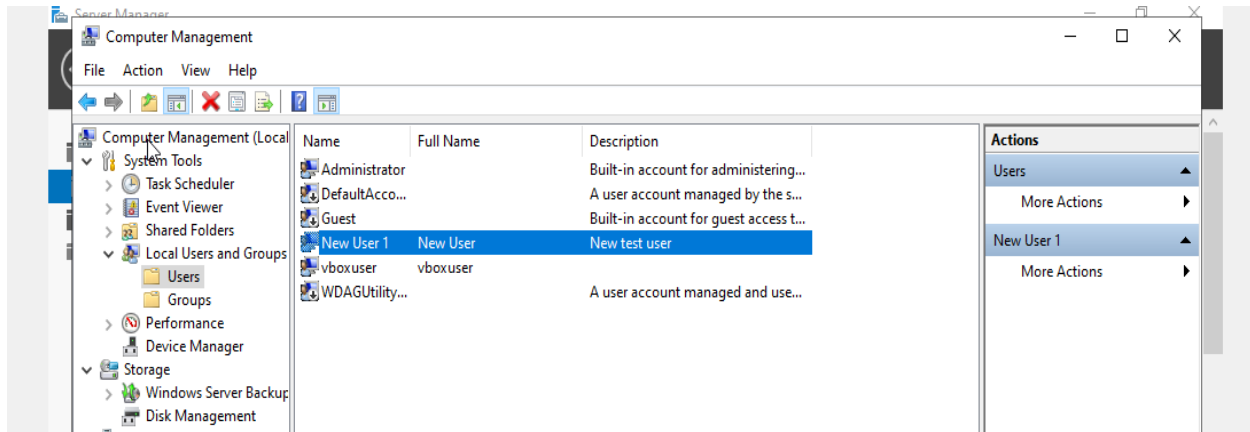 Server Manager
Computer Management
File Action View Help
Computer Management (Local
System Tools
Task Scheduler
Event Viewer
Shared Folders
Local Users and Groups
Users
Groups
Performance
Device Manager
Storage
Windows Server Backup
Disk Management
Name Full Name Description
Administrator Built-in account for administering...
DefaultAcco... A user account managed by the s...
Guest Built-in account for guest access t...
New User 1 New User New test user
vboxuser vboxuser
WDAGUtility... A user account managed and use...
Actions
Users
More Actions
New User 1
More Actions